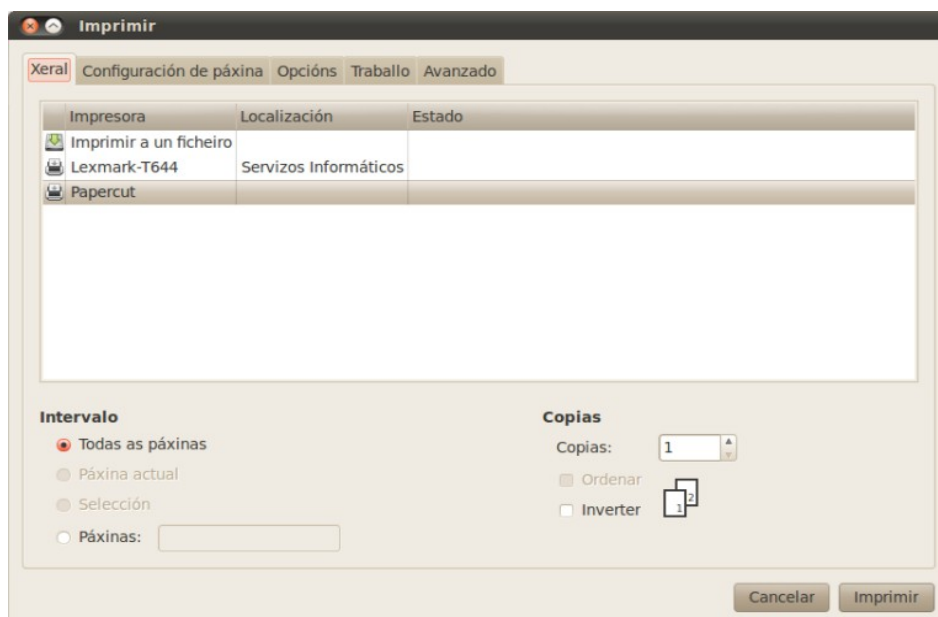 Imprimir
Xeral Configuración de páxina Opcións Traballo Avanzado
Impresora Localización Estado
Imprimir a un ficheiro
Lexmark-T644 Servizos Informáticos
Papercut
Intervalo
Todas as páxinas
Páxina actual
Selección
Páxinas:
Copias
Copias: 1
Ordenar
Inverter
1 2
Cancelar Imprimir